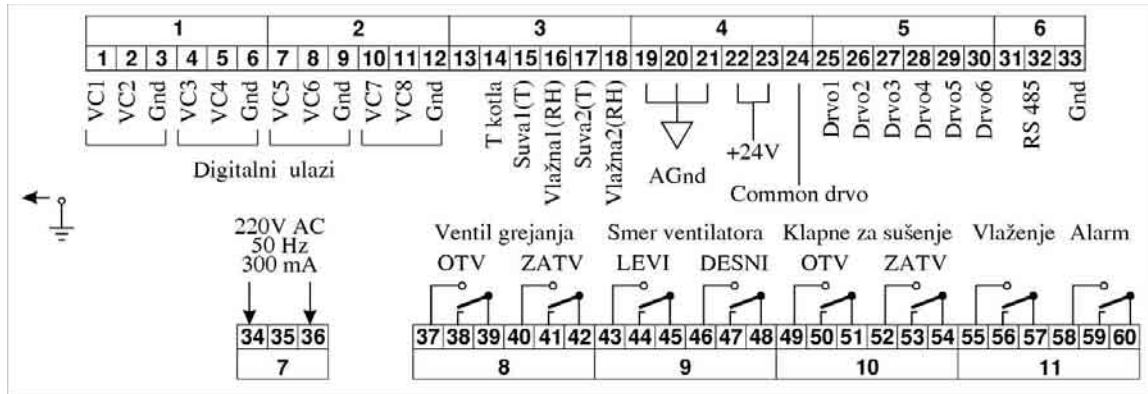 1 2 3 4 5 6
1 2 3 4 5 6 7 8 9 10 11 12 13 14 15 16 17 18 19 20 21 22 23 24 25 26 27 28 29 30 31 32 33
VC1
VC2
Gnd
VC3
VC4
Gnd
VC5
VC6
Gnd
VC7
VC8
Gnd
T kotla
Suva1(T)
Vlažna1(RH)
Suva2(T)
Vlažna2(RH)
AGnd
+24V
Common drvo
Drvo1
Drvo2
Drvo3
Drvo4
Drvo5
Drvo6
RS 485
Gnd
Digitalni ulazi
220V AC
50 Hz
300 mA
34 35 36
7
Ventil grejanja Smer ventilatora Klapne za sušenje Vlaženje Alarm
OTV ZATV LEVI DESNI OTV ZATV
37 38 39 40 41 42 43 44 45 46 47 48 49 50 51 52 53 54 55 56 57 58 59 60
8 9 10 11